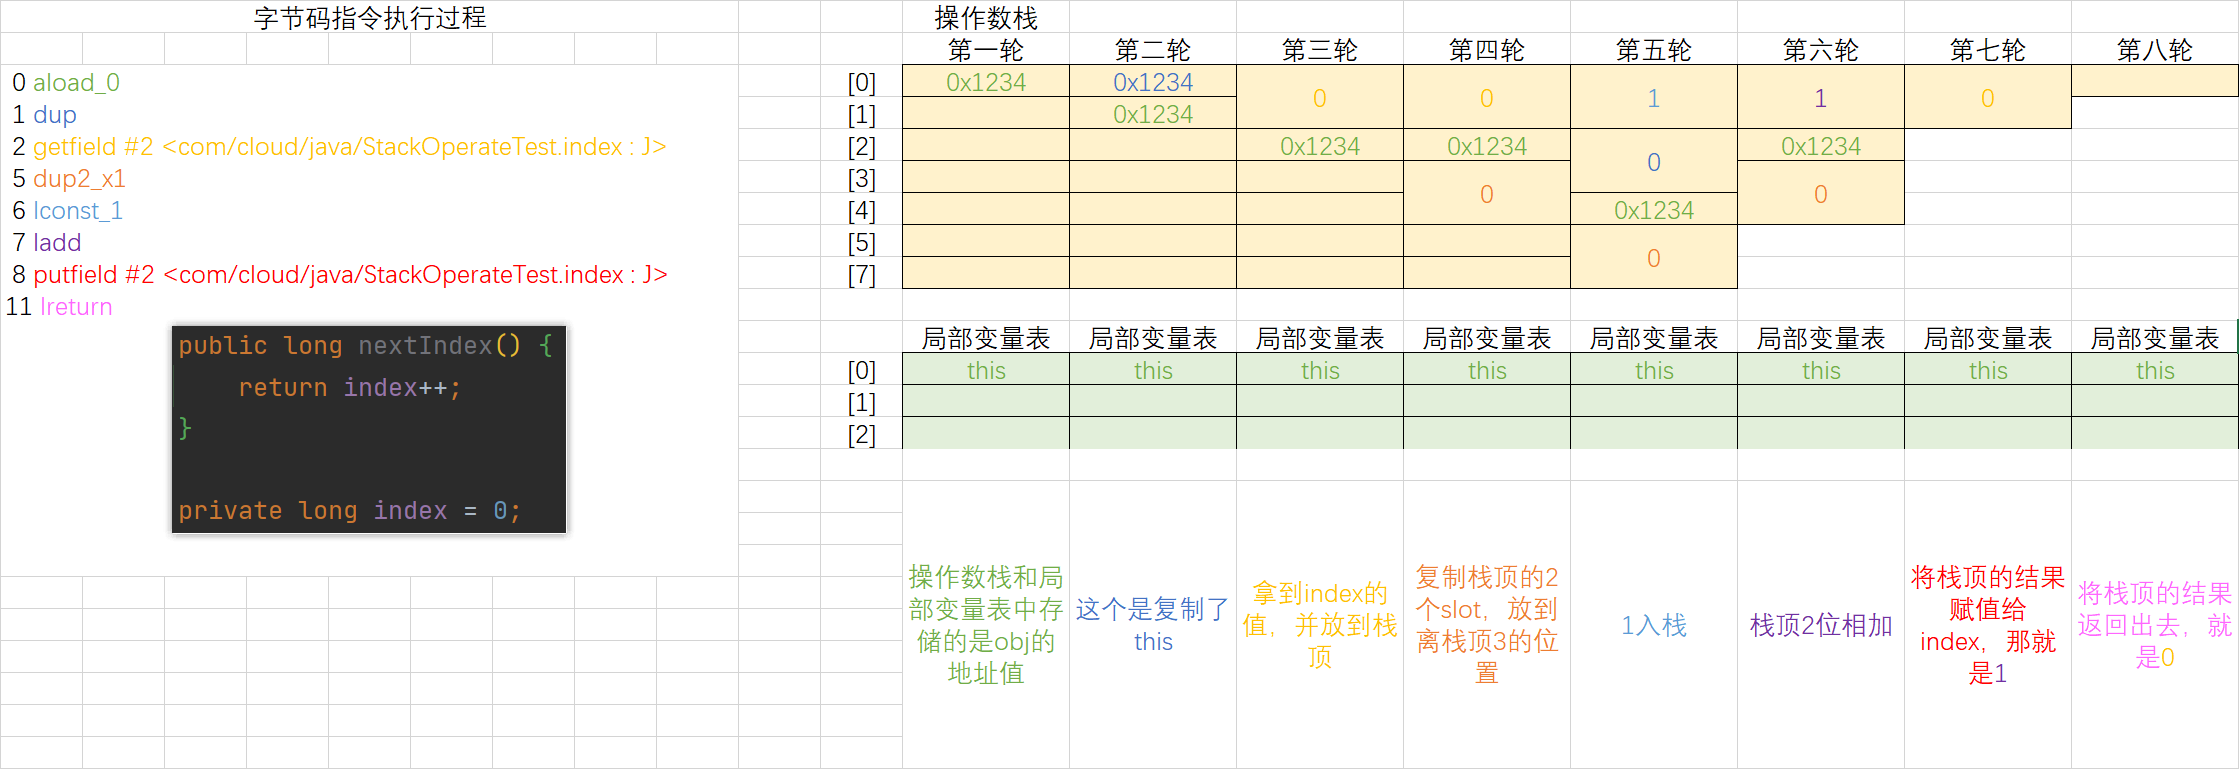 字节码指令执行过程
操作数栈
第一轮 第二轮 第三轮 第四轮 第五轮 第六轮 第七轮 第八轮
0 aload_0
1 dup
2 getfield #2 <com/cloud/java/StackOperateTest.index : J>
5 dup2_x1
6 lconst_1
7 ladd
8 putfield #2 <com/cloud/java/StackOperateTest.index : J>
11 lreturn
public long nextIndex() {
return index++;
}
private long index = 0;
[0] 0x1234 0x1234 0 0 1 1 0
[1] 0x1234
[2] 0x1234 0x1234 0 0x1234
[3] 0 0
[4] 0x1234
[5] 0
[7]
局部变量表 局部变量表 局部变量表 局部变量表 局部变量表 局部变量表 局部变量表 局部变量表
[0] this this this this this this this this
[1]
[2]
操作数栈和局
部变量表中存
储的是obj的
地址值
这个是复制了
this
拿到index的
值，并放到栈
顶
复制栈顶的2
个slot，放到
离栈顶3的位
置
1入栈
栈顶2位相加
将栈顶的结果
赋值给
index，那就
是1
将栈顶的结果
返回出去，就
是0